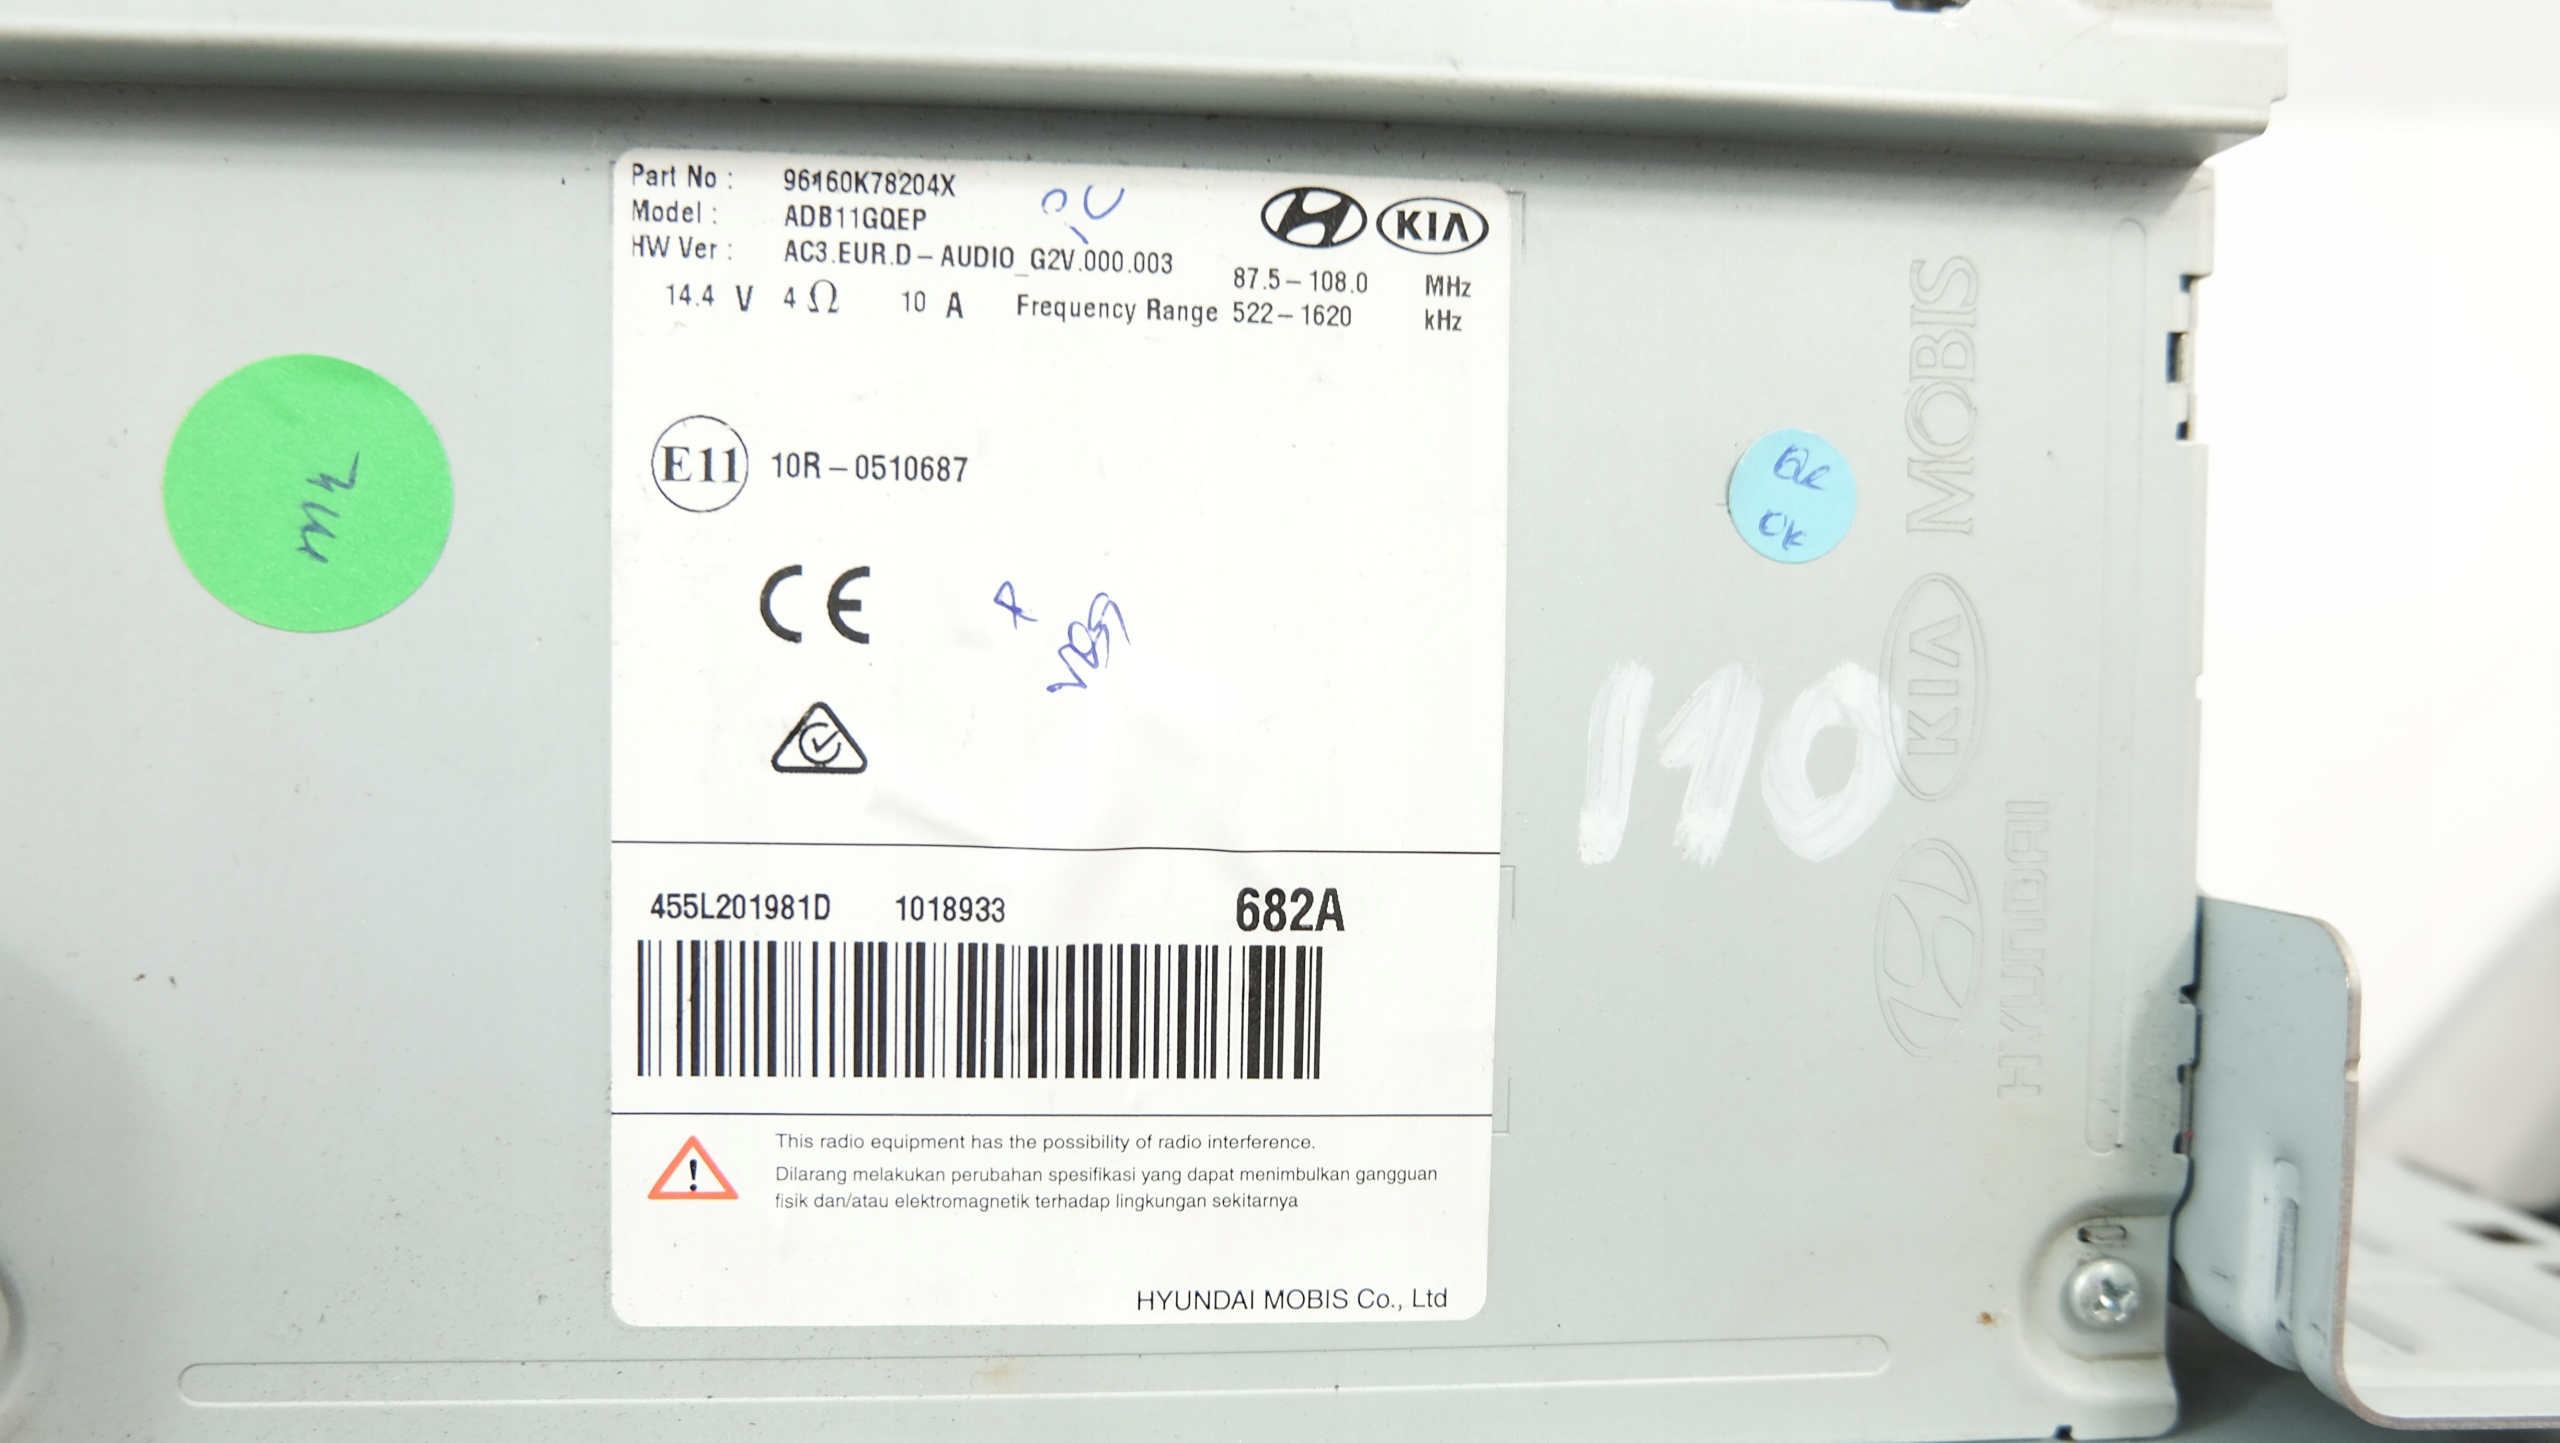 Part No : 96160K78204X
Model : ADB11GQEP
HW Ver : AC3.EUR.D-AUDIO_G2V.000.003
KIA
14.4 V 4 Ω 10 A Frequency Range
87.5-108.0 MHz
522-1620 kHz
E11 10R-0510687
CE
455L201981D 1018933 682A
This radio equipment has the possibility of radio interference.
Dilarang melakukan perubahan spesifikasi yang dapat menimbulkan gangguan
fisik dan/atau elektromagnetik terhadap lingkungan sekitarnya
HYUNDAI MOBIS Co., Ltd
OK
110
MOBIS
KIA
HYUNDAI